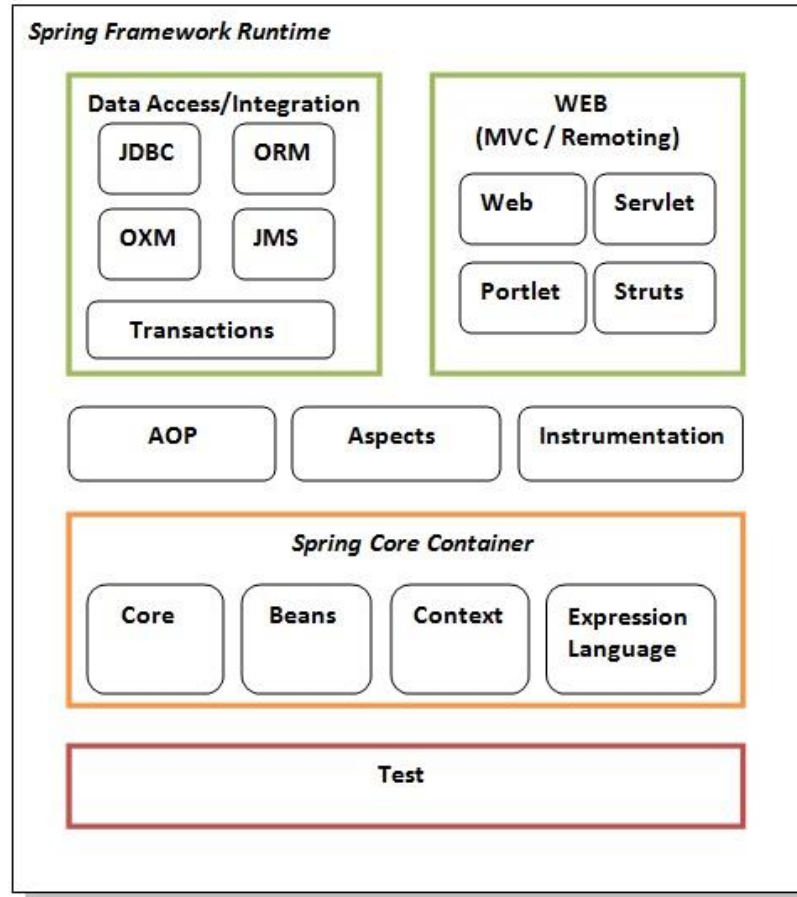 Spring Framework Runtime
Data Access/Integration
JDBC
ORM
OXM
JMS
Transactions
WEB
(MVC / Remoting)
Web
Servlet
Portlet
Struts
AOP
Aspects
Instrumentation
Spring Core Container
Core
Beans
Context
Expression
Language
Test